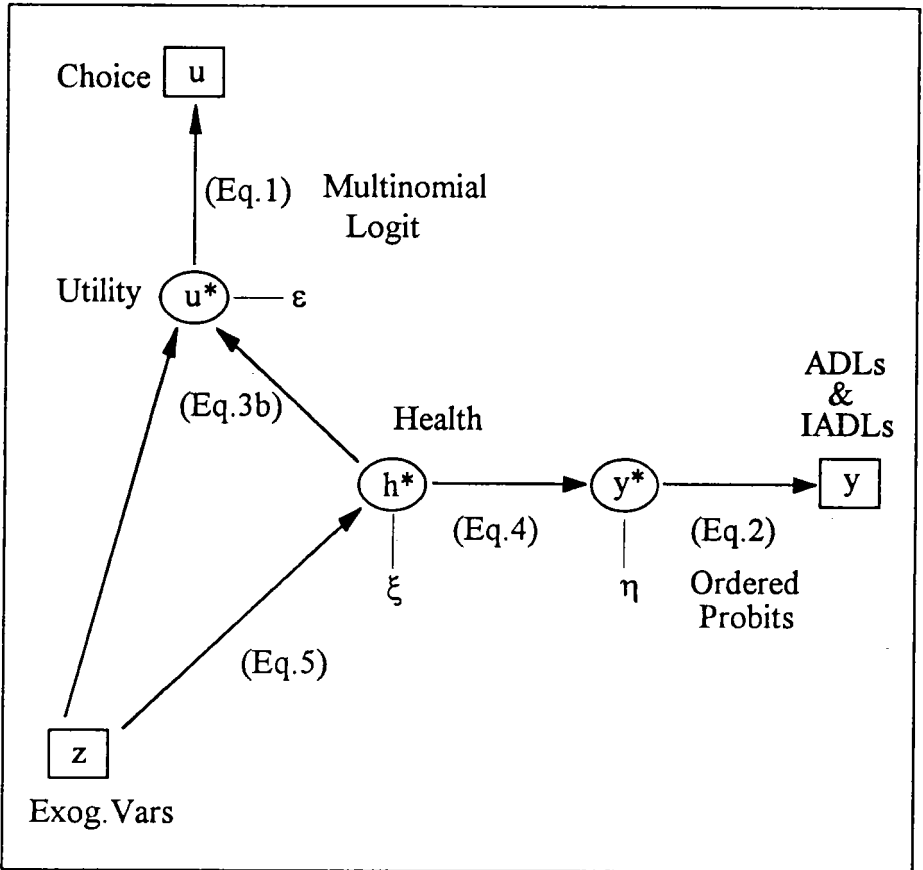 Choice u
(Eq.1) Multinomial
Logit
Utility u* ε
(Eq.3b)
ADLs
&
IADLs
Health
h* y* y
(Eq.4) (Eq.2)
ξ η Ordered
Probits
(Eq.5)
z
Exog.Vars